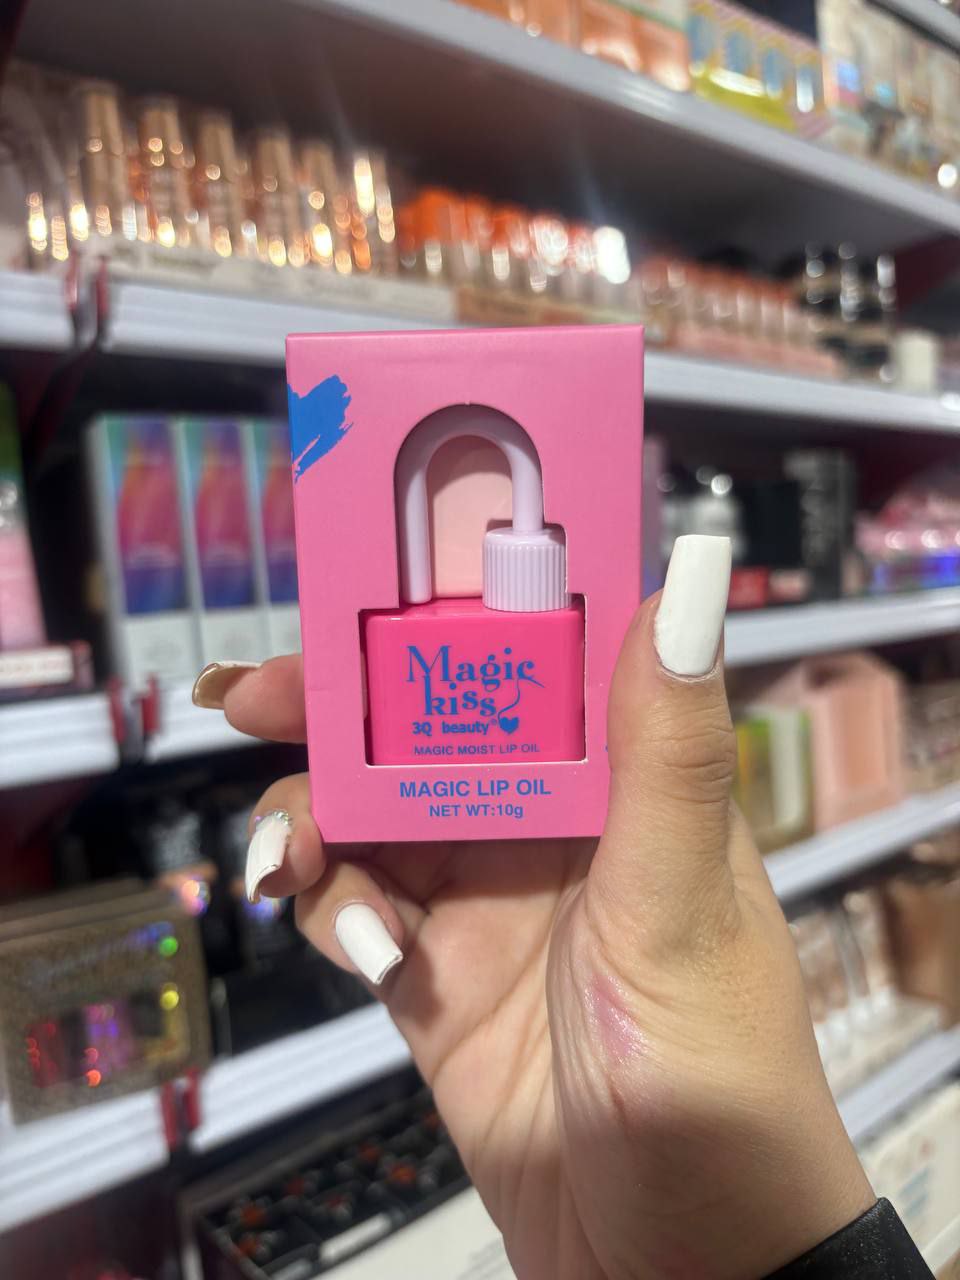 Magic
kiss
3Q beauty®
MAGIC MOIST LIP OIL
MAGIC LIP OIL
NET WT:10g